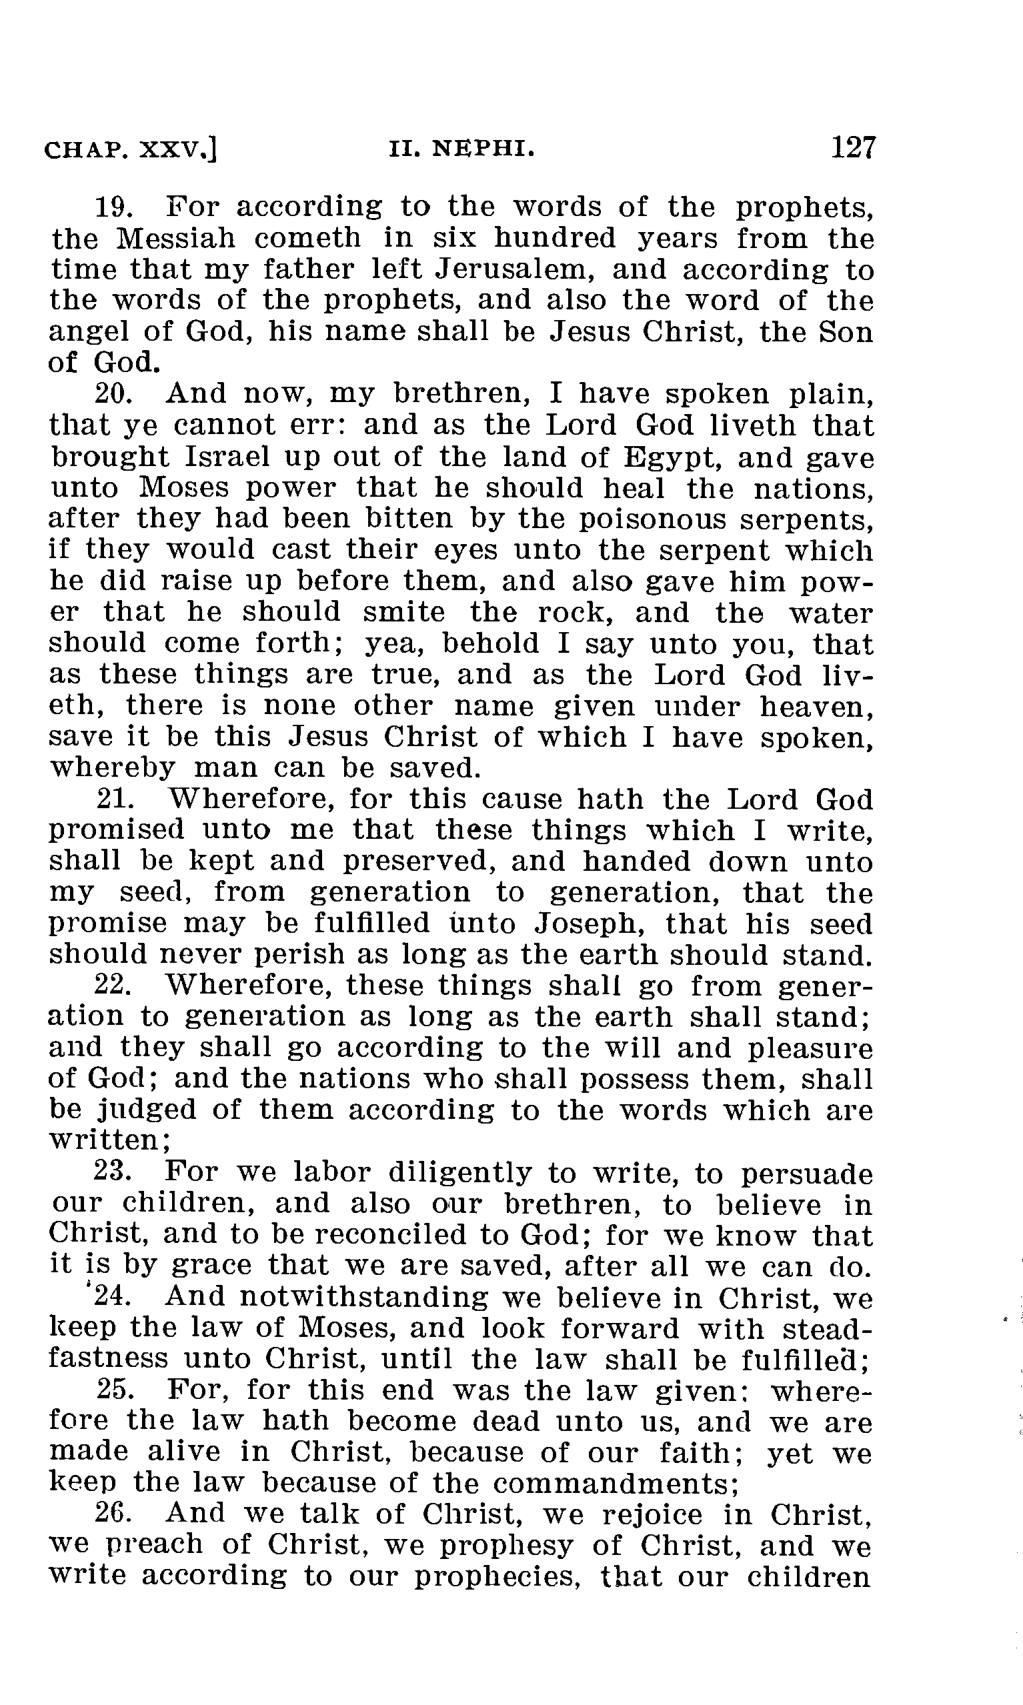 CHAP. XXV.] II. NEPHI. 127
19. For according to the words of the prophets,
the Messiah cometh in six hundred years from the
time that my father left Jerusalem, and according to
the words of the prophets, and also the word of the
angel of God, his name shall be Jesus Christ, the Son
of God.
20. And now, my brethren, I have spoken plain,
that ye cannot err: and as the Lord God liveth that
brought Israel up out of the land of Egypt, and gave
unto Moses power that he should heal the nations,
after they had been bitten by the poisonous serpents,
if they would cast their eyes unto the serpent which
he did raise up before them, and also gave him pow-
er that he should smite the rock, and the water
should come forth; yea, behold I say unto you, that
as these things are true, and as the Lord God liv-
eth, there is none other name given under heaven,
save it be this Jesus Christ of which I have spoken,
whereby man can be saved.
21. Wherefore, for this cause hath the Lord God
promised unto me that these things which I write,
shall be kept and preserved, and handed down unto
my seed, from generation to generation, that the
promise may be fulfilled unto Joseph, that his seed
should never perish as long as the earth should stand.
22. Wherefore, these things shall go from gener-
ation to generation as long as the earth shall stand;
and they shall go according to the will and pleasure
of God; and the nations who shall possess them, shall
be judged of them according to the words which are
written;
23. For we labor diligently to write, to persuade
our children, and also our brethren, to believe in
Christ, and to be reconciled to God; for we know that
it is by grace that we are saved, after all we can do.
24. And notwithstanding we believe in Christ, we
keep the law of Moses, and look forward with stead-
fastness unto Christ, until the law shall be fulfilled;
25. For, for this end was the law given; where-
fore the law hath become dead unto us, and we are
made alive in Christ, because of our faith; yet we
keep the law because of the commandments;
26. And we talk of Christ, we rejoice in Christ,
we preach of Christ, we prophesy of Christ, and we
write according to our prophecies, that our children